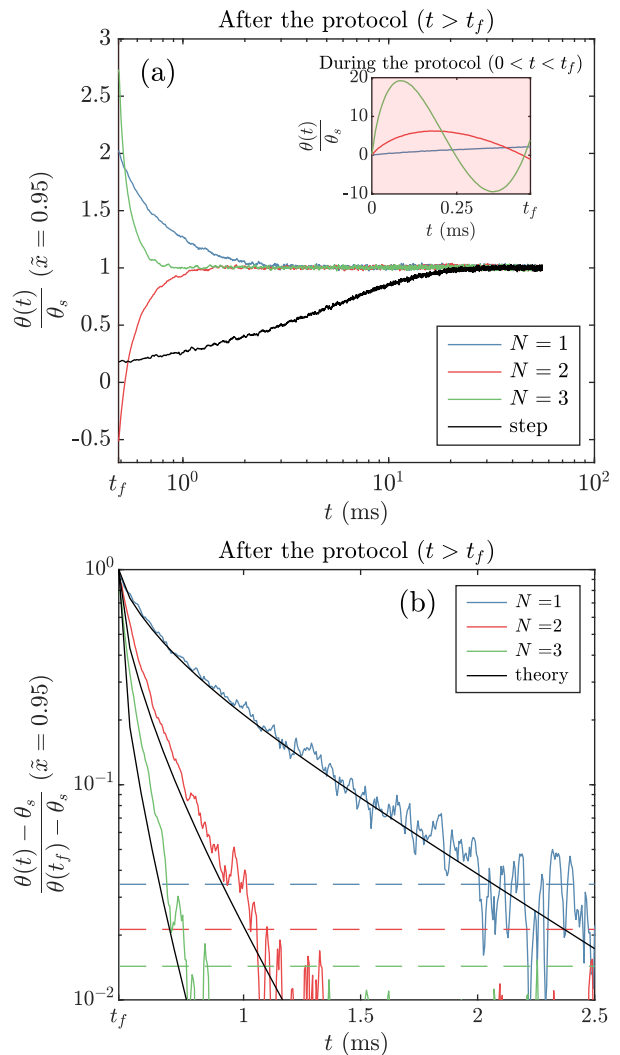 After the protocol (t > t_f)
(a)
3
2.5
2
1.5
1
0.5
0
-0.5
θ(t)/θ_s (x̃ = 0.95)
During the protocol (0 < t < t_f)
20
10
0
-10
θ(t)/θ_s
0 0.25 t_f
t (ms)
N = 1
N = 2
N = 3
step
t_f 10^0 10^1 10^2
t (ms)
After the protocol (t > t_f)
(b)
10^0
10^-1
10^-2
θ(t) − θ_s/θ(t_f) − θ_s (x̃ = 0.95)
N =1
N =2
N =3
theory
t_f 1 1.5 2 2.5
t (ms)